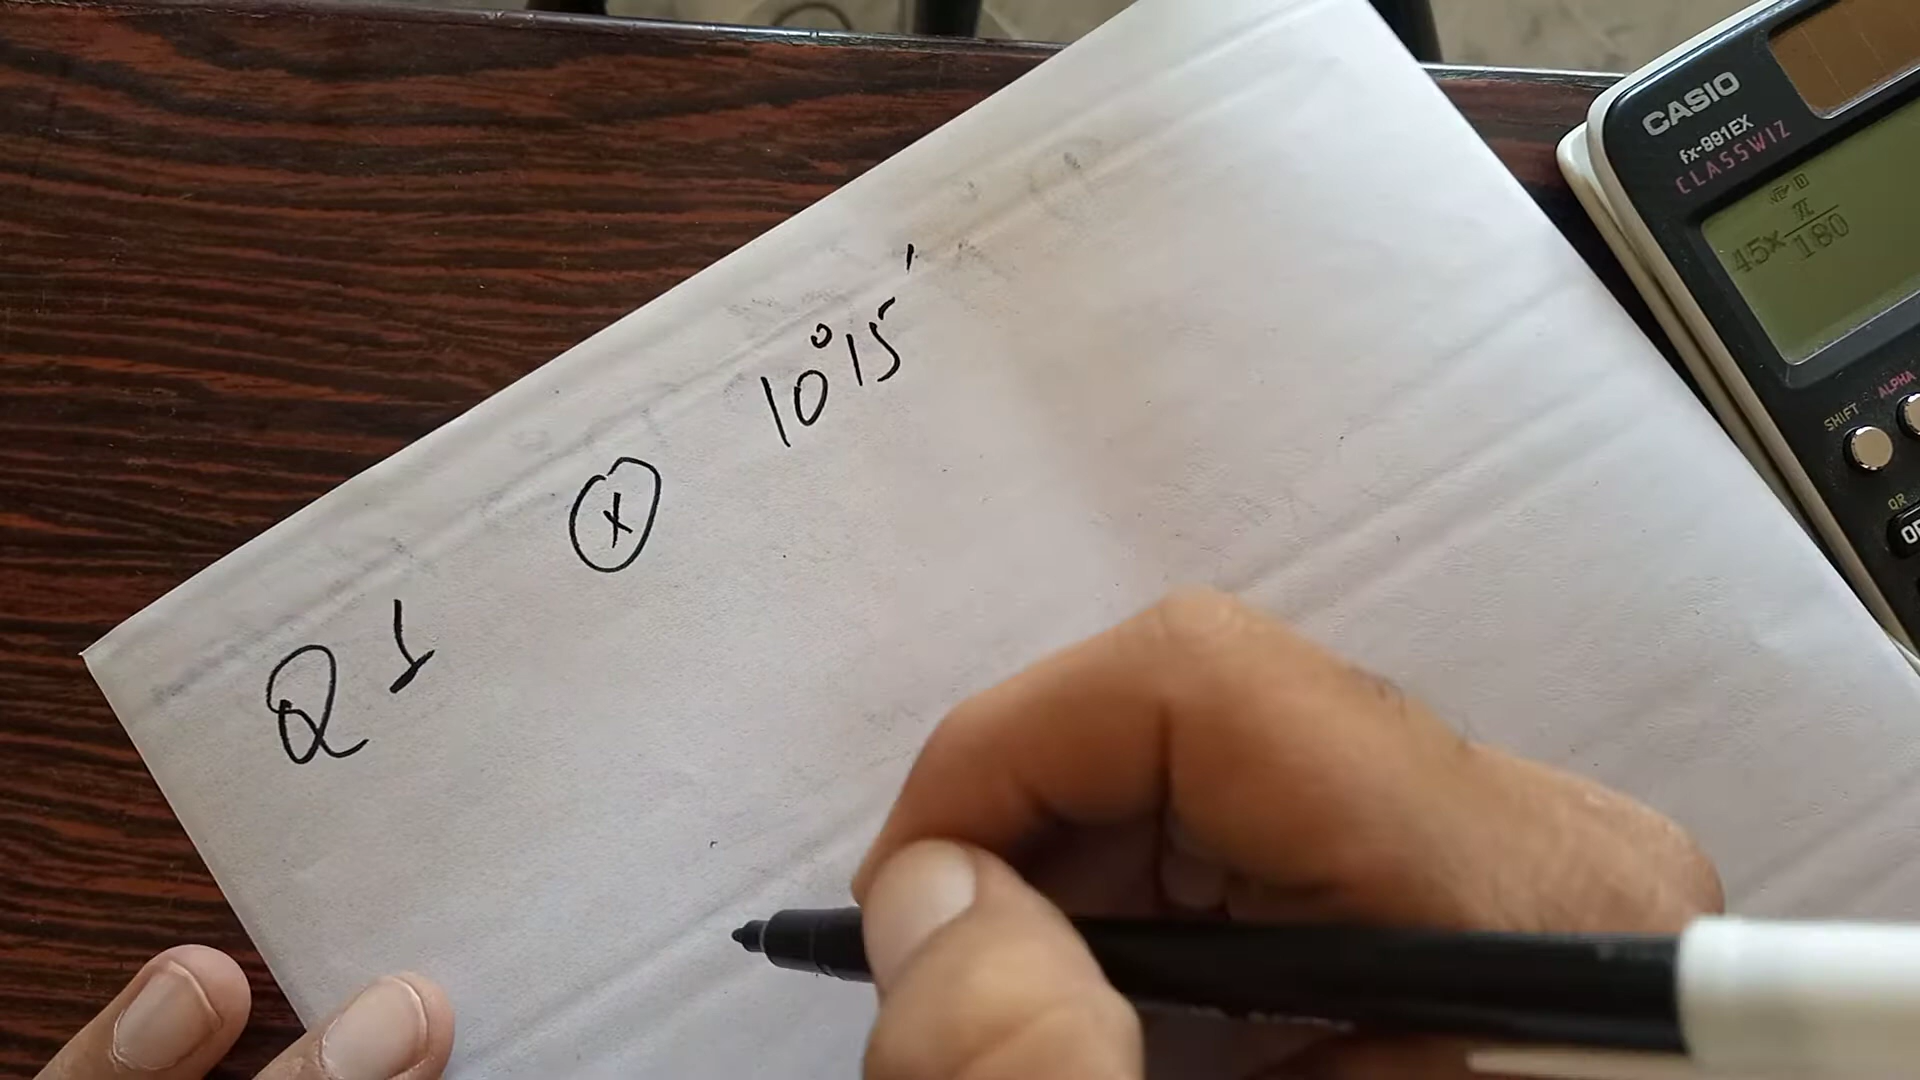 Q1 ⓧ 10°15'
CASIO
fx-991EX
CLASSWIZ
45×π/180
SHIFT
ALPHA